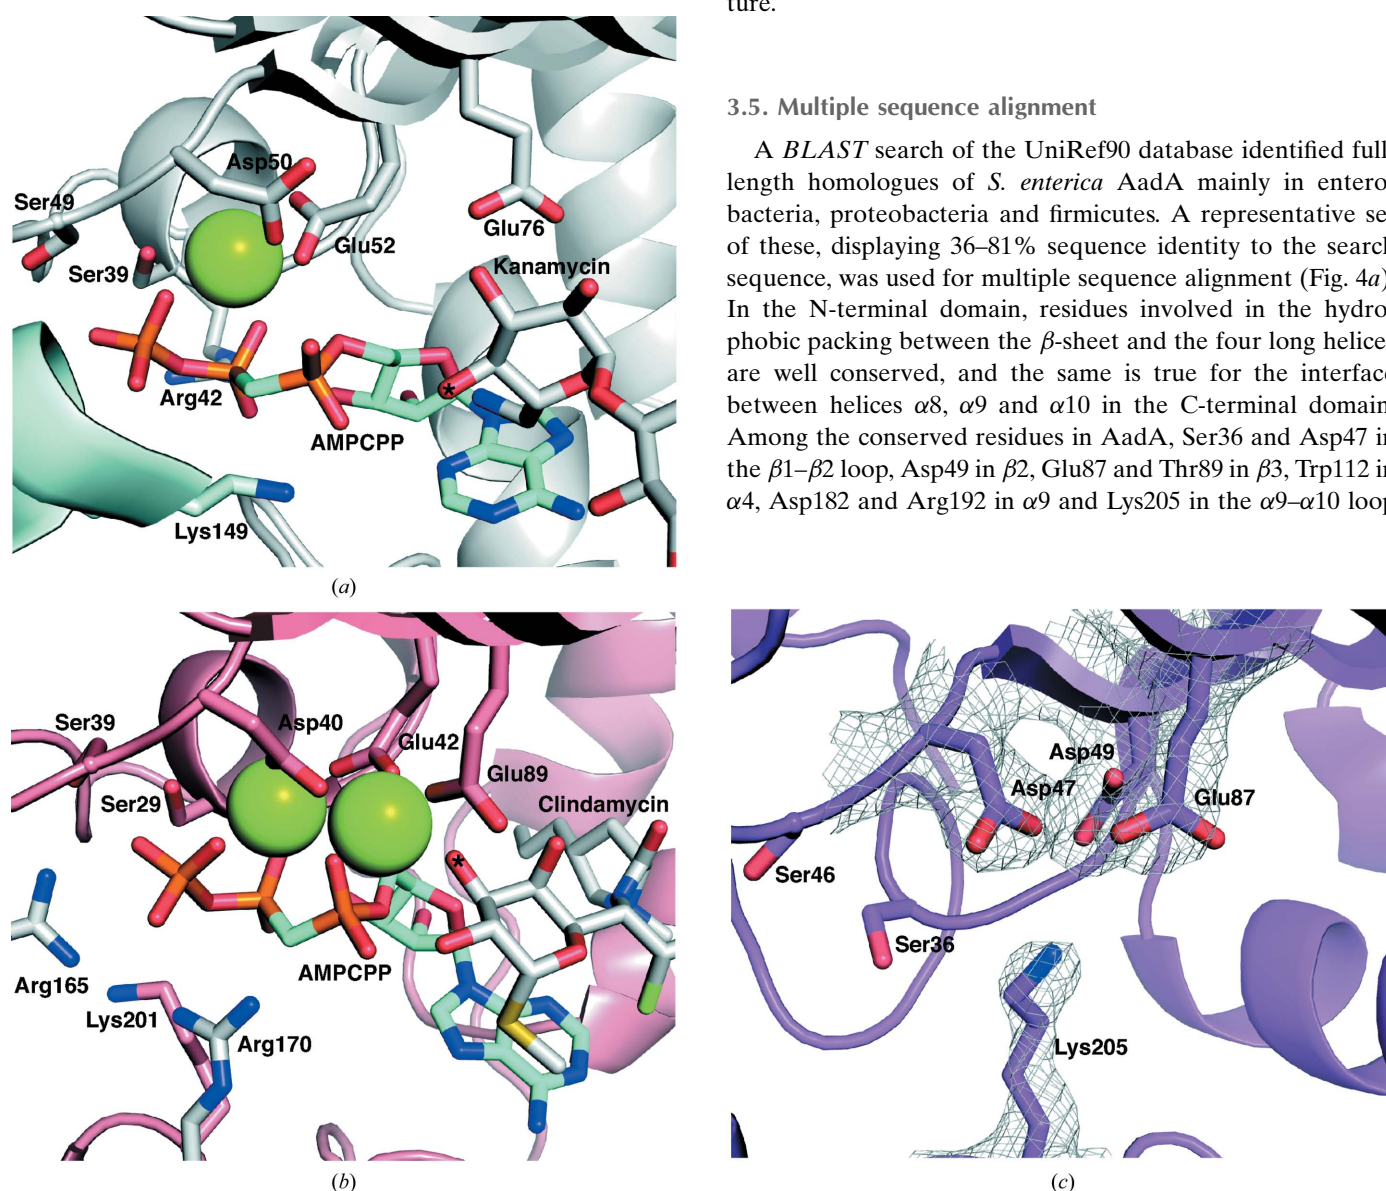 ture.
3.5. Multiple sequence alignment
A BLAST search of the UniRef90 database identified full
length homologues of S. enterica AadA mainly in entero
bacteria, proteobacteria and firmicutes. A representative se
of these, displaying 36–81% sequence identity to the search
sequence, was used for multiple sequence alignment (Fig. 4a)
In the N-terminal domain, residues involved in the hydro
phobic packing between the β-sheet and the four long helice
are well conserved, and the same is true for the interface
between helices α8, α9 and α10 in the C-terminal domain
Among the conserved residues in AadA, Ser36 and Asp47 in
the β1–β2 loop, Asp49 in β2, Glu87 and Thr89 in β3, Trp112 in
α4, Asp182 and Arg192 in α9 and Lys205 in the α9–α10 loop
Asp50
Ser49
Glu76
Glu52
Ser39
Kanamycin
*
Arg42
AMPCPP
Lys149
(a)
Ser39
Asp40
Glu42
Glu89
Ser29
Clindamycin
*
AMPCPP
Arg165
Lys201
Arg170
(b)
Asp49
Asp47
Glu87
Ser46
Ser36
Lys205
(c)